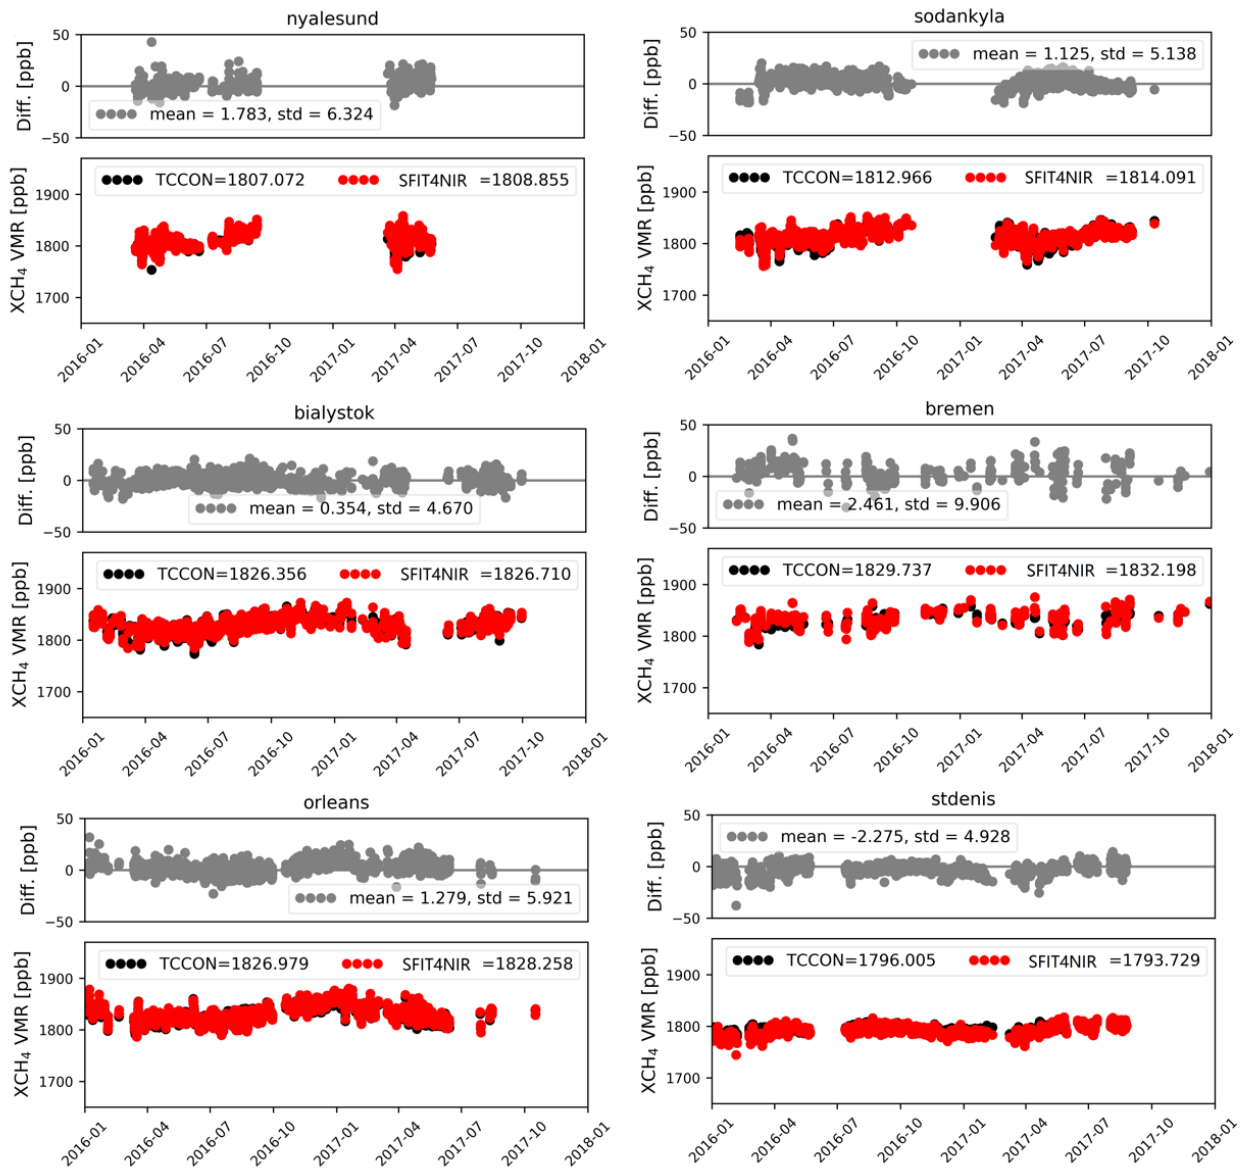 nyalesund
50
0
−50
Diff. [ppb]
mean = 1.783, std = 6.324
1900
1800
1700
XCH₄ VMR [ppb]
TCCON=1807.072 SFIT4NIR =1808.855
2016-01 2016-04 2016-07 2016-10 2017-01 2017-04 2017-07 2017-10 2018-01
sodankyla
50
0
−50
Diff. [ppb]
mean = 1.125, std = 5.138
1900
1800
1700
XCH₄ VMR [ppb]
TCCON=1812.966 SFIT4NIR =1814.091
2016-01 2016-04 2016-07 2016-10 2017-01 2017-04 2017-07 2017-10 2018-01
bialystok
50
0
−50
Diff. [ppb]
mean = 0.354, std = 4.670
1900
1800
1700
XCH₄ VMR [ppb]
TCCON=1826.356 SFIT4NIR =1826.710
2016-01 2016-04 2016-07 2016-10 2017-01 2017-04 2017-07 2017-10 2018-01
bremen
50
0
−50
Diff. [ppb]
mean = 2.461, std = 9.906
1900
1800
1700
XCH₄ VMR [ppb]
TCCON=1829.737 SFIT4NIR =1832.198
2016-01 2016-04 2016-07 2016-10 2017-01 2017-04 2017-07 2017-10 2018-01
orleans
50
0
−50
Diff. [ppb]
mean = 1.279, std = 5.921
1900
1800
1700
XCH₄ VMR [ppb]
TCCON=1826.979 SFIT4NIR =1828.258
2016-01 2016-04 2016-07 2016-10 2017-01 2017-04 2017-07 2017-10 2018-01
stdenis
50
0
−50
Diff. [ppb]
mean = -2.275, std = 4.928
1900
1800
1700
XCH₄ VMR [ppb]
TCCON=1796.005 SFIT4NIR =1793.729
2016-01 2016-04 2016-07 2016-10 2017-01 2017-04 2017-07 2017-10 2018-01